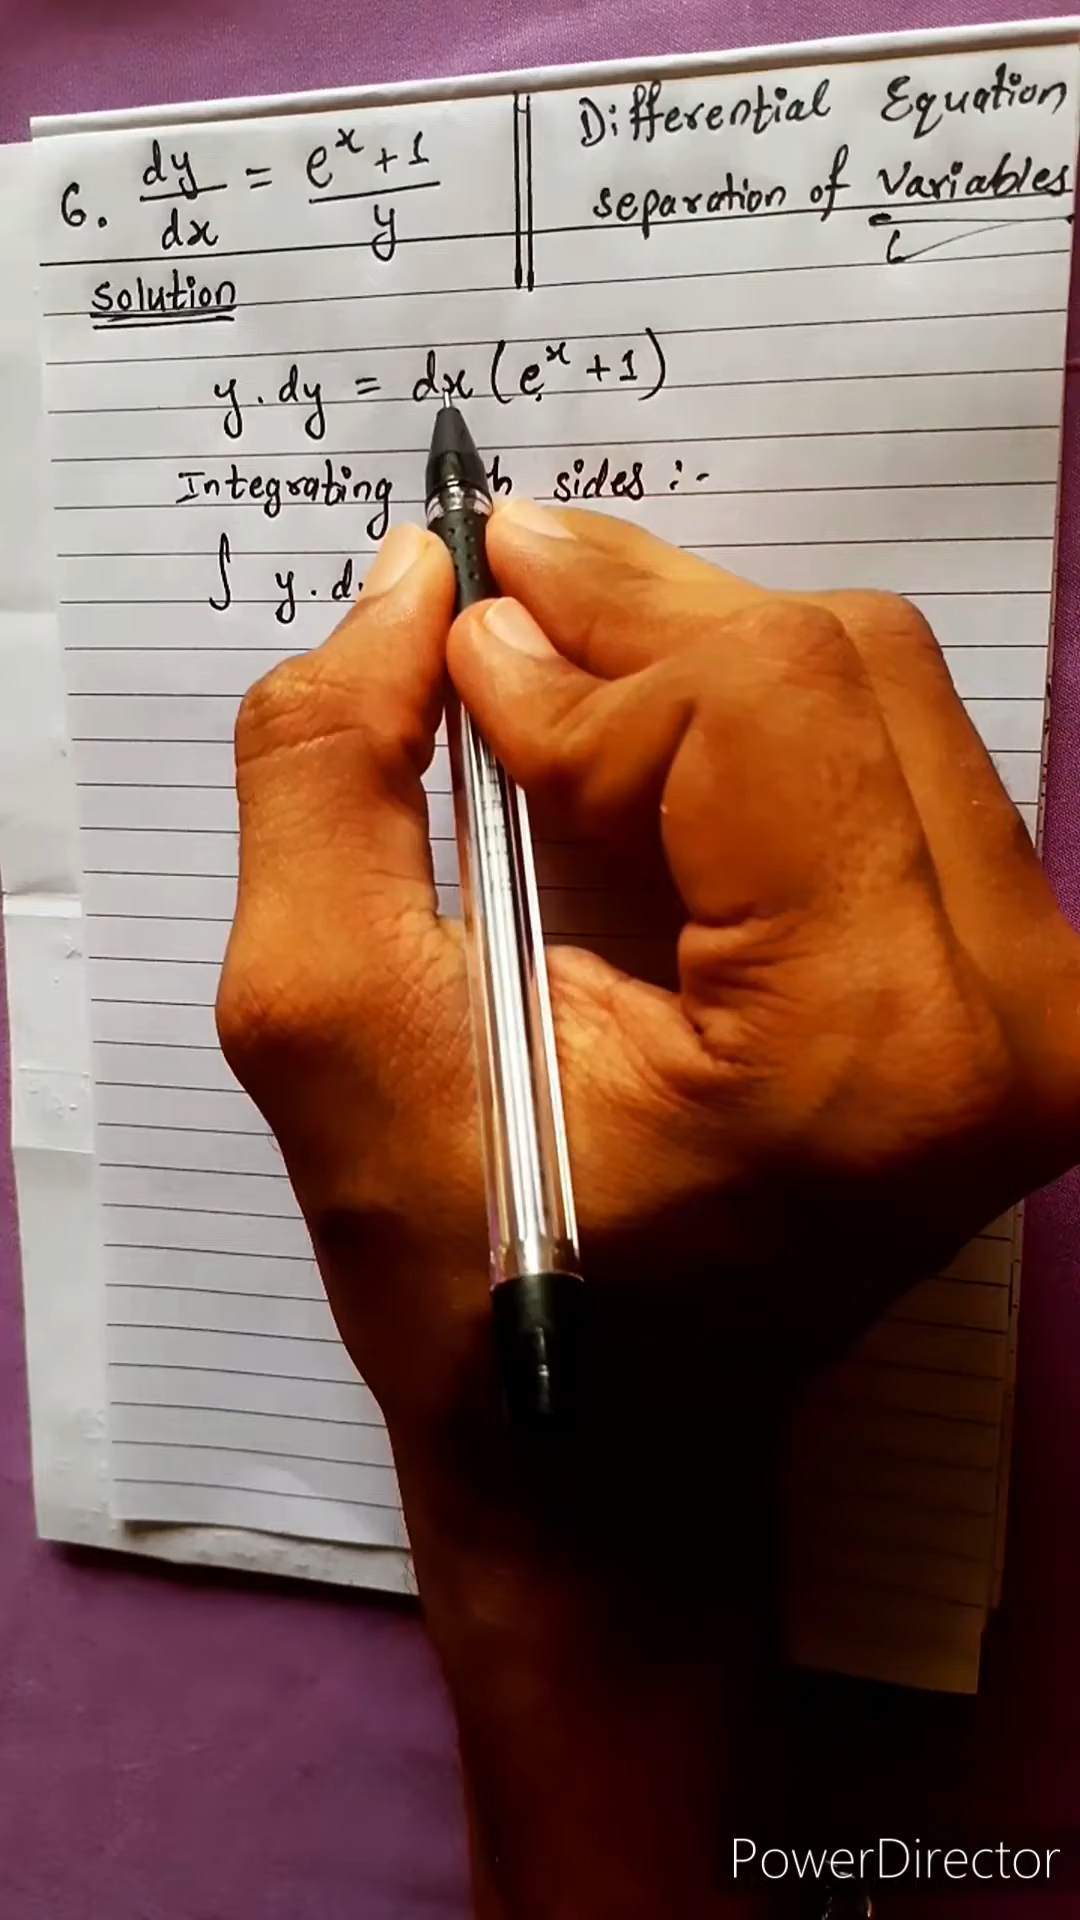 6. dy/dx = (e^x + 1)/y
Differential Equation
separation of Variables
Solution
y . dy = dx (e^x + 1)
Integrating sides :-
∫ y . d
PowerDirector